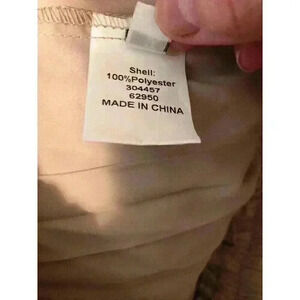 Shell:
100%Polyester
304457
62950
MADE IN CHINA